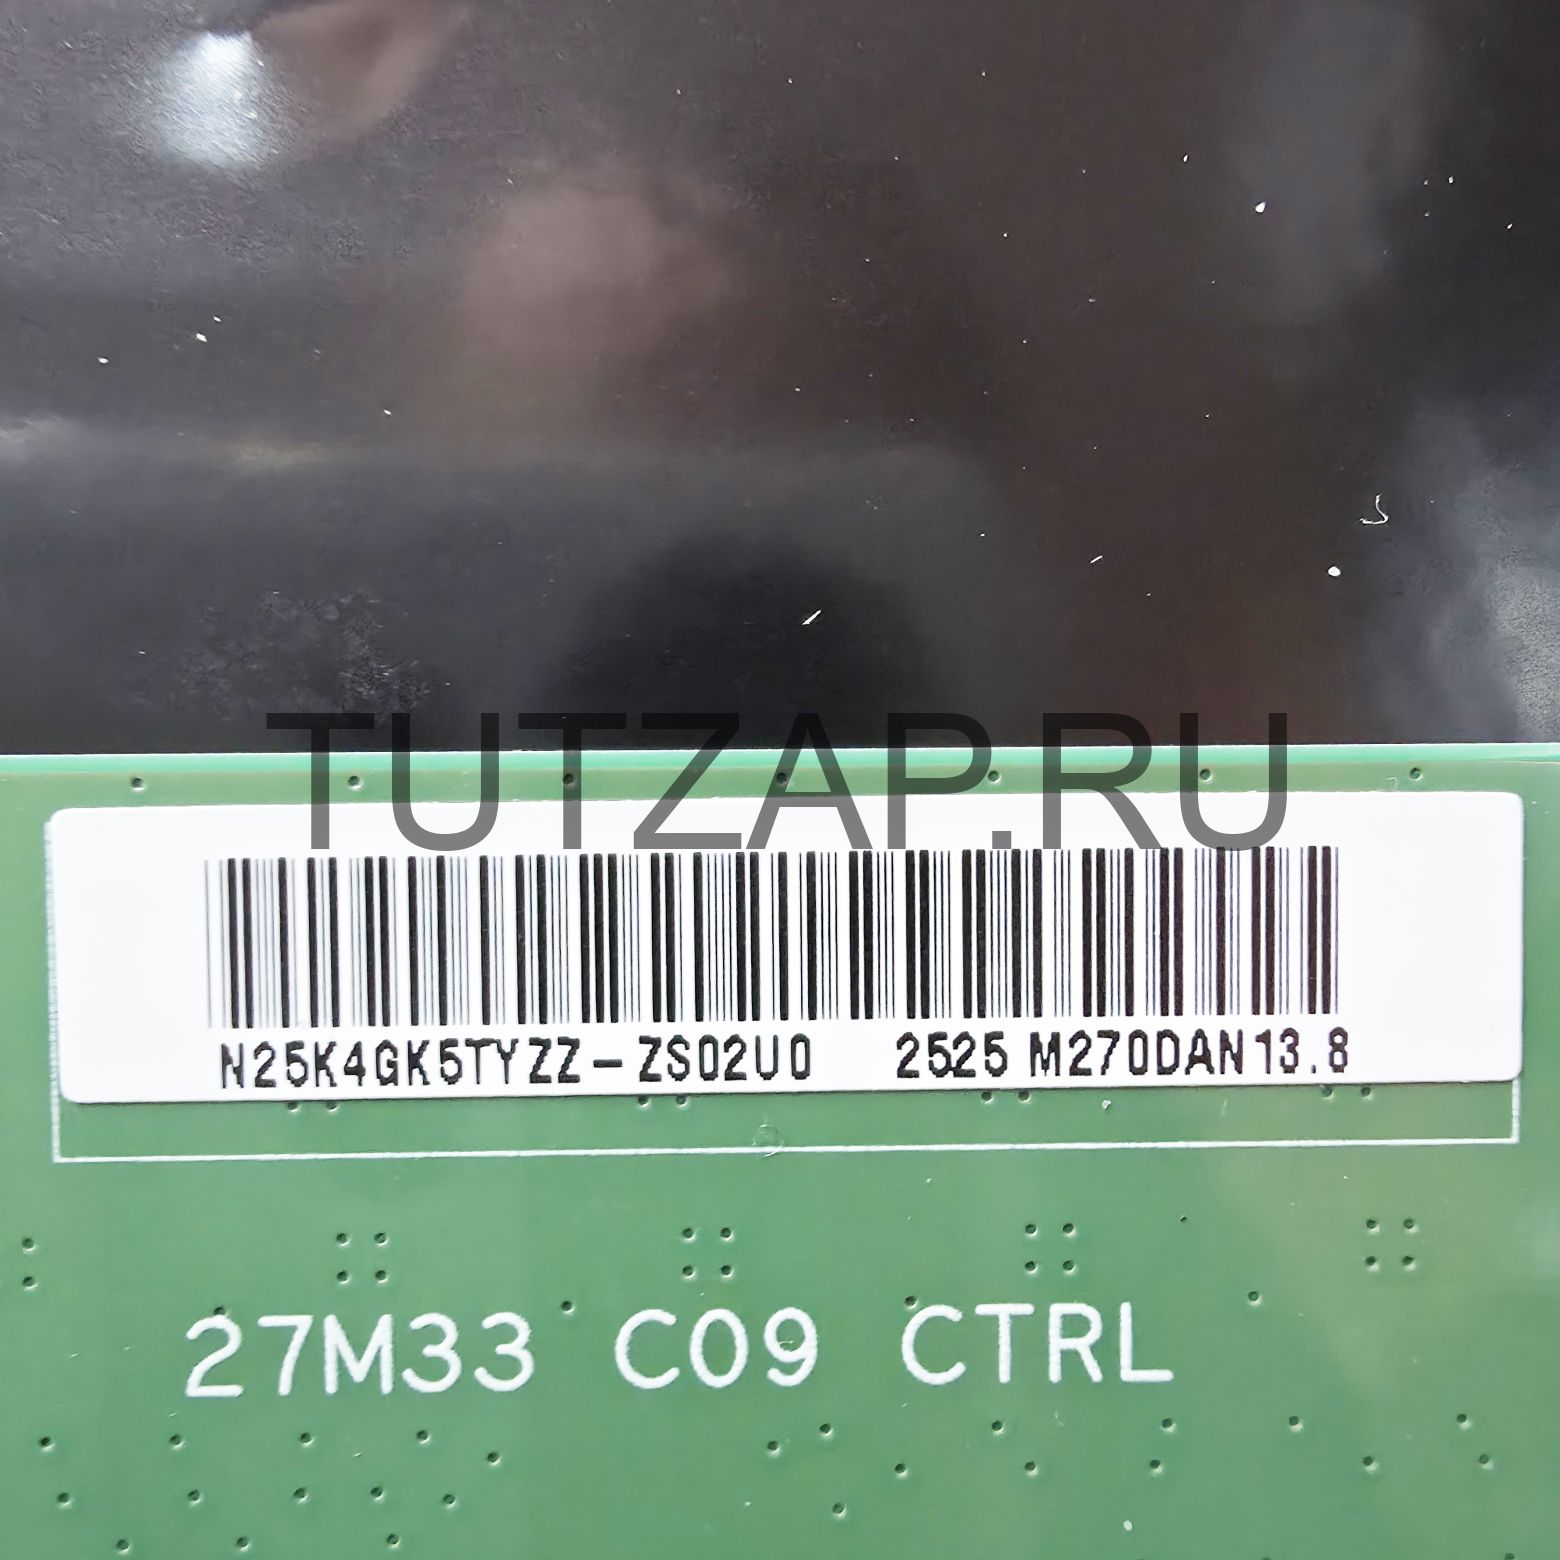 TUTZAP.RU
N25K4GK5TYZZ-ZS02U0 2525 M270DAN13.8
27M33 C09 CTRL